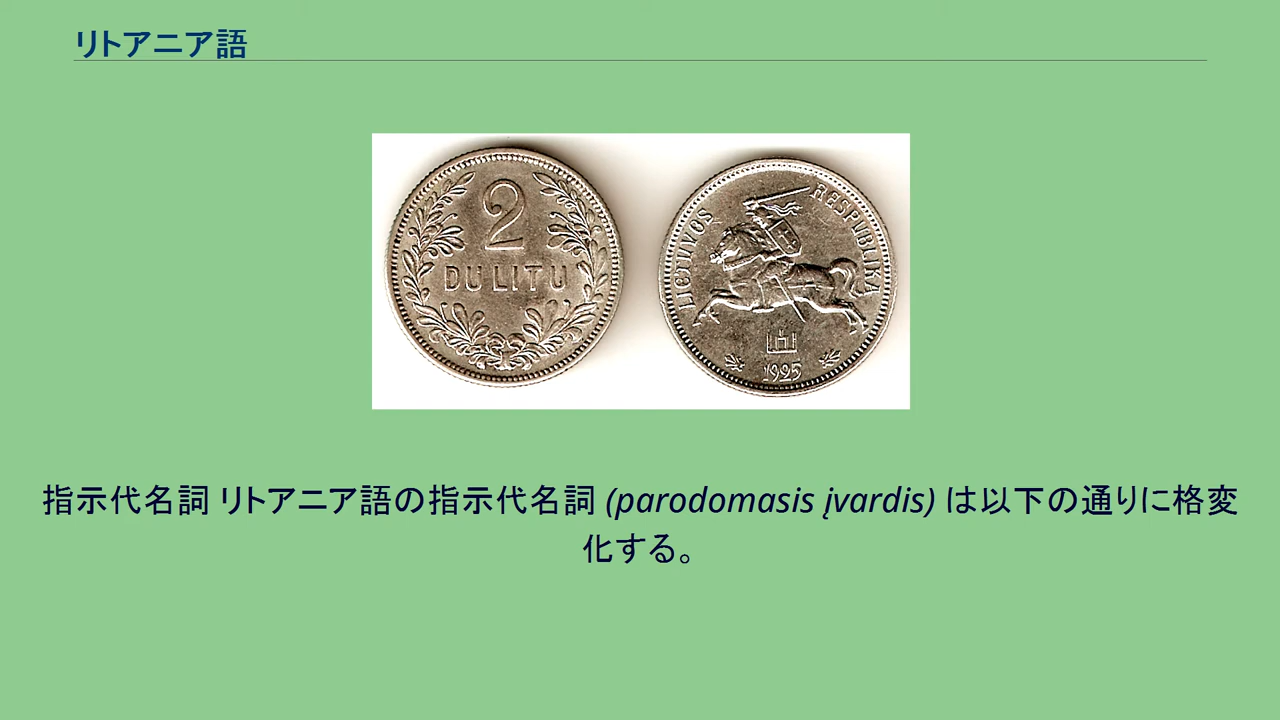 リトアニア語
2
DU LITU
LIETUVOS RESPUBLIKA
1925
指示代名詞 リトアニア語の指示代名詞 (parodomasis įvardis) は以下の通りに格変
化する。